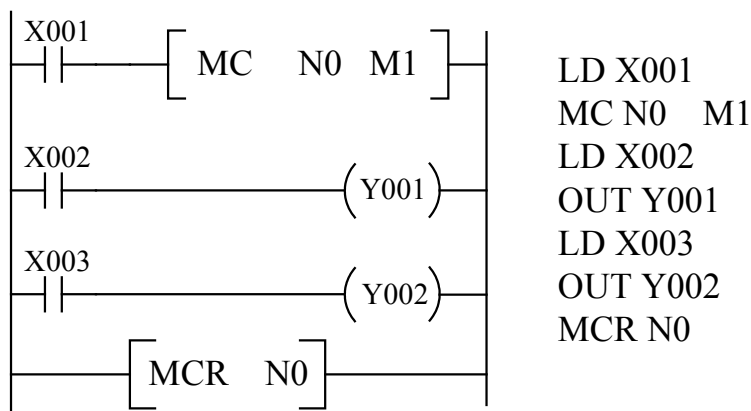 X001
MC N0 M1
X002
Y001
X003
Y002
MCR N0
LD X001
MC N0 M1
LD X002
OUT Y001
LD X003
OUT Y002
MCR N0